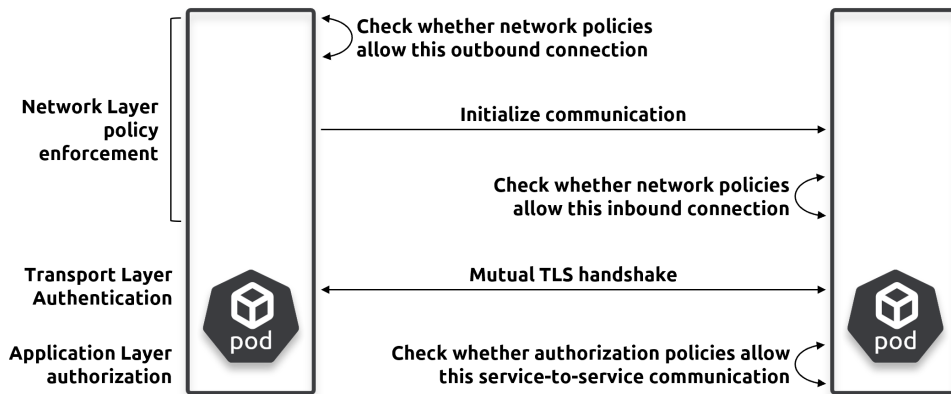 Check whether network policies
allow this outbound connection
Network Layer
policy
enforcement
Initialize communication
Check whether network policies
allow this inbound connection
Transport Layer
Authentication
Mutual TLS handshake
pod
pod
Application Layer
authorization
Check whether authorization policies allow
this service-to-service communication